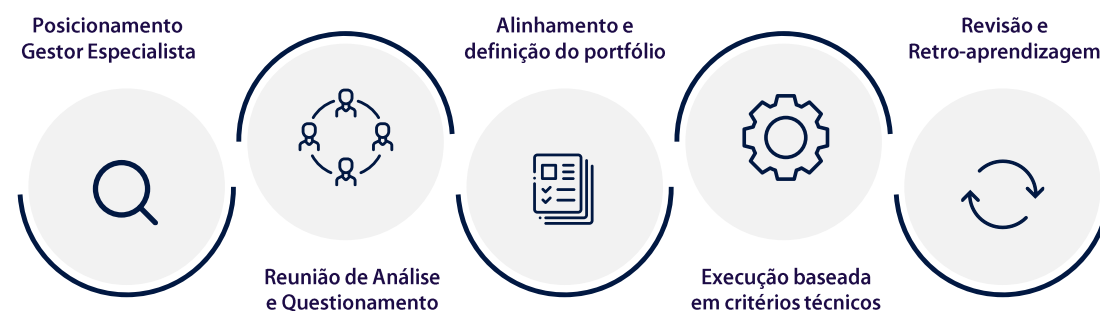 Posicionamento
Gestor Especialista
Reunião de Análise
e Questionamento
Alinhamento e
definição do portfólio
Execução baseada
em critérios técnicos
Revisão e
Retro-aprendizagem